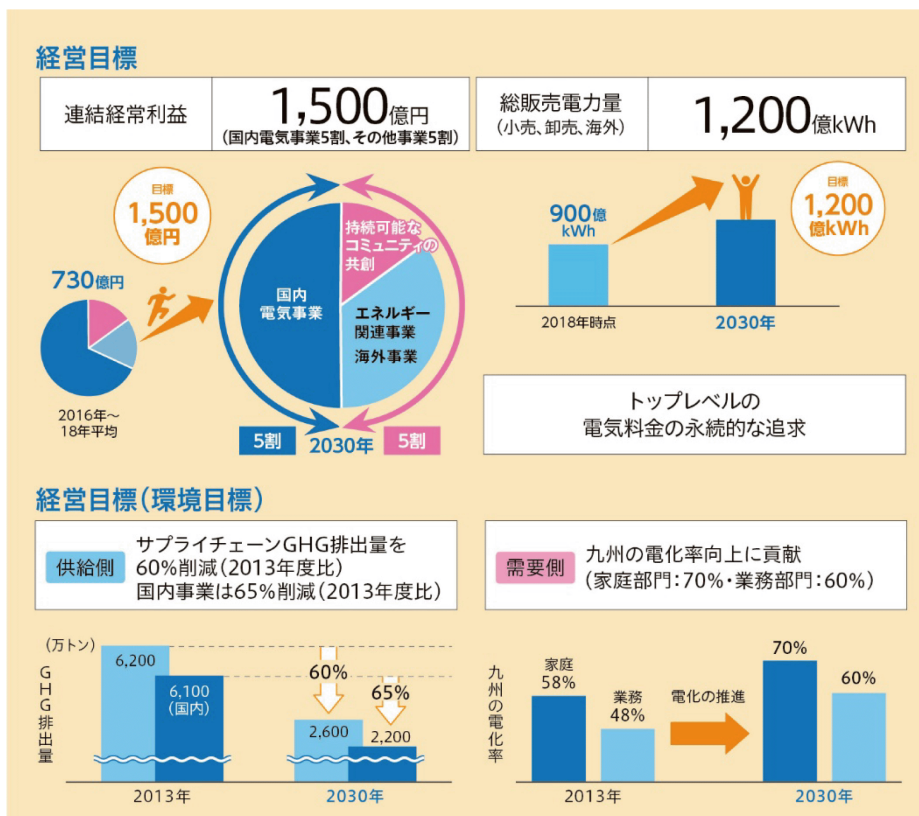 経営目標
連結経常利益
1,500億円
(国内電気事業5割、その他事業5割)
総販売電力量
(小売、卸売、海外)
1,200億kWh
目標
1,500
億円
730億円
2016年〜
18年平均
国内
電気事業
持続可能な
コミュニティの
共創
エネルギー
関連事業
海外事業
5割
2030年
5割
900億
kWh
2018年時点
目標
1,200
億kWh
2030年
トップレベルの
電気料金の永続的な追求
経営目標(環境目標)
供給側
サプライチェーンGHG排出量を
60%削減(2013年度比)
国内事業は65%削減(2013年度比)
(万トン)
GHG排出量
6,200
6,100
(国内)
60%
65%
2,600
2,200
2013年
2030年
需要側
九州の電化率向上に貢献
(家庭部門:70%・業務部門:60%)
九州の電化率
家庭
58%
業務
48%
電化の推進
70%
60%
2013年
2030年